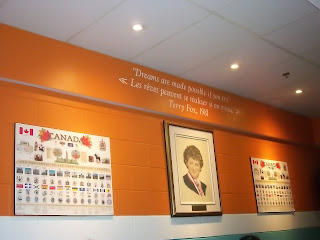 "Dreams are made possible if you try."
« Les rêves peuvent se réaliser si on essaie. »
Terry Fox, 1981
CANADA
CANADA